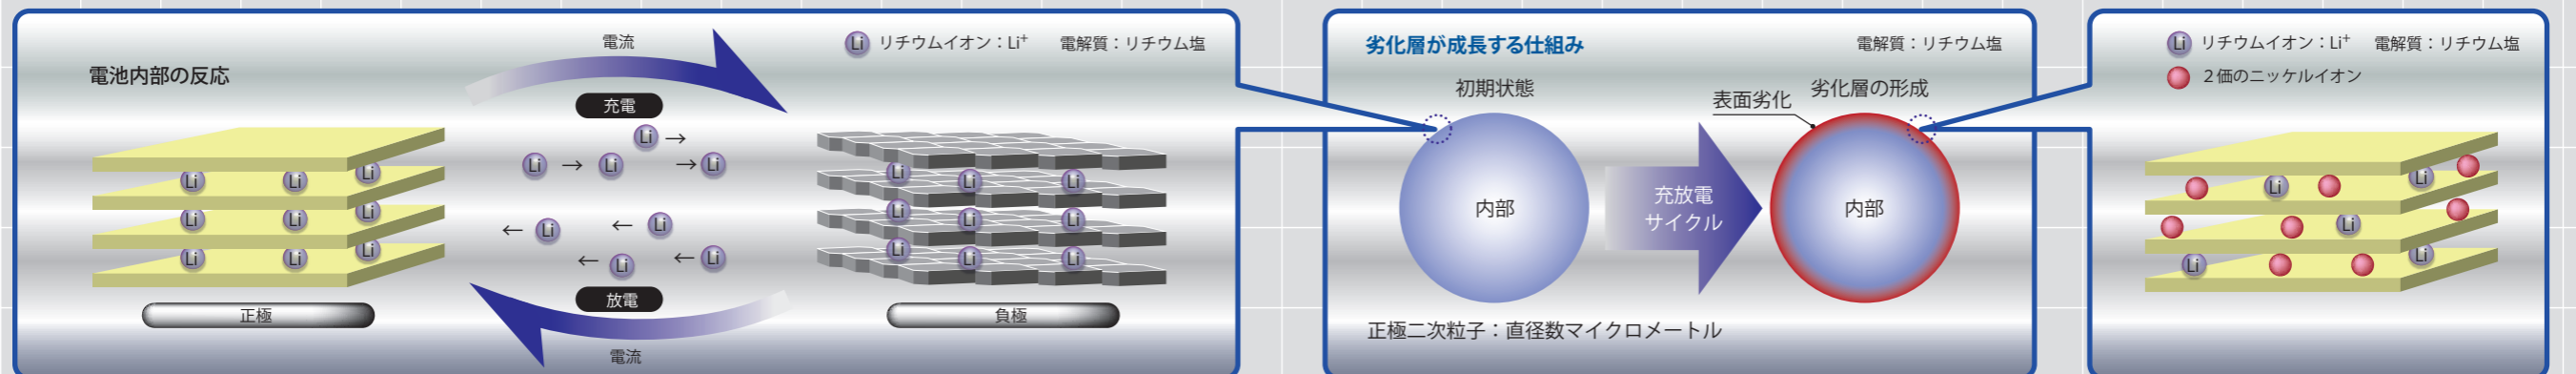 電池内部の反応
電流
Li リチウムイオン：Li⁺ 電解質：リチウム塩
充電
Li →
Li → Li → Li
Li Li Li
Li Li Li
Li Li Li
← Li ← Li
← Li ← Li
Li Li Li
Li Li Li
Li Li Li
放電
正極
負極
電流
劣化層が成長する仕組み
電解質：リチウム塩
初期状態
表面劣化
劣化層の形成
内部
充放電
サイクル
内部
正極二次粒子：直径数マイクロメートル
Li リチウムイオン：Li⁺ 電解質：リチウム塩
２価のニッケルイオン
Li Li
Li
Li Li